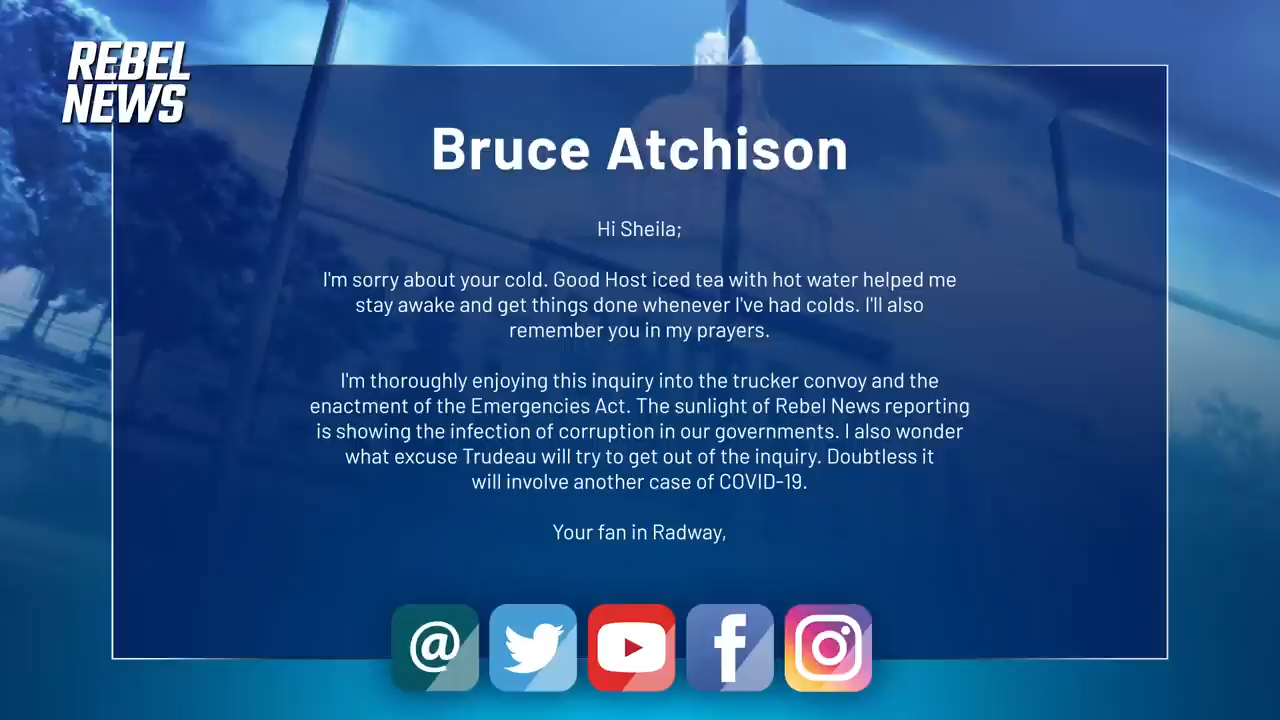 REBEL
NEWS
Bruce Atchison
Hi Sheila;
I'm sorry about your cold. Good Host iced tea with hot water helped me
stay awake and get things done whenever I've had colds. I'll also
remember you in my prayers.
I'm thoroughly enjoying this inquiry into the trucker convoy and the
enactment of the Emergencies Act. The sunlight of Rebel News reporting
is showing the infection of corruption in our governments. I also wonder
what excuse Trudeau will try to get out of the inquiry. Doubtless it
will involve another case of COVID-19.
Your fan in Radway,
@